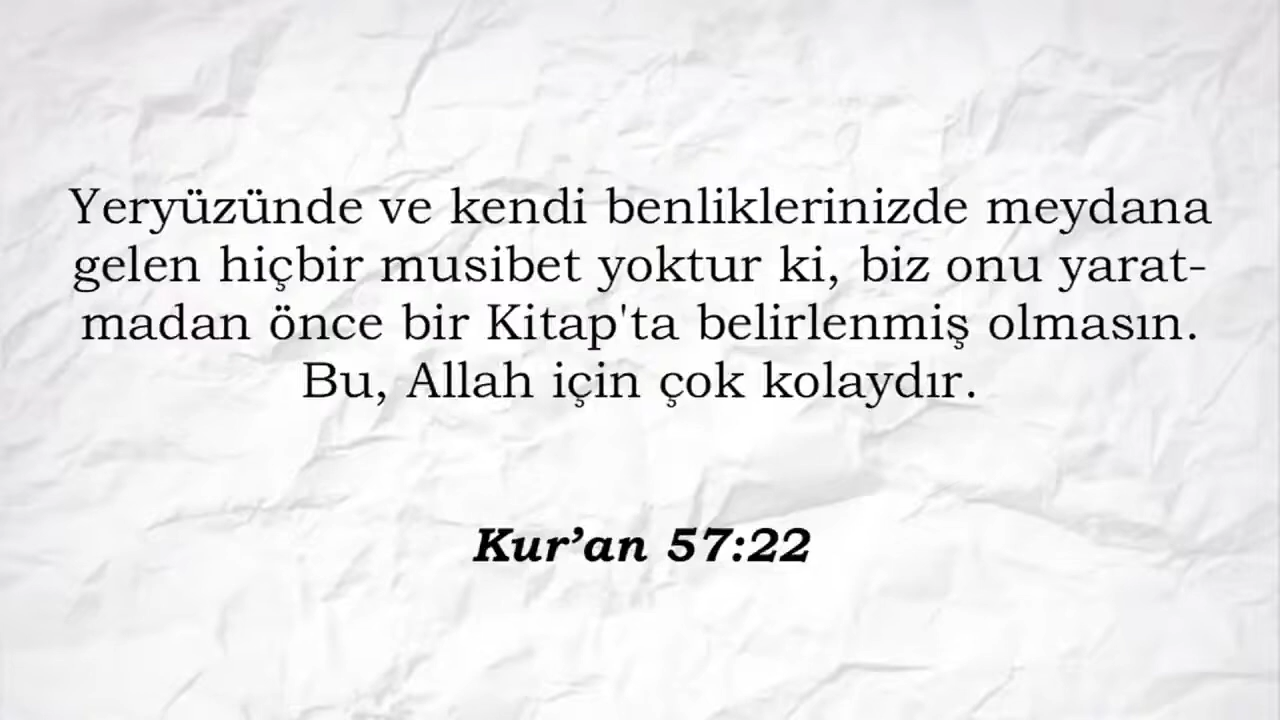 Yeryüzünde ve kendi benliklerinizde meydana
gelen hiçbir musibet yoktur ki, biz onu yarat-
madan önce bir Kitap'ta belirlenmiş olmasın.
Bu, Allah için çok kolaydır.
Kur’an 57:22